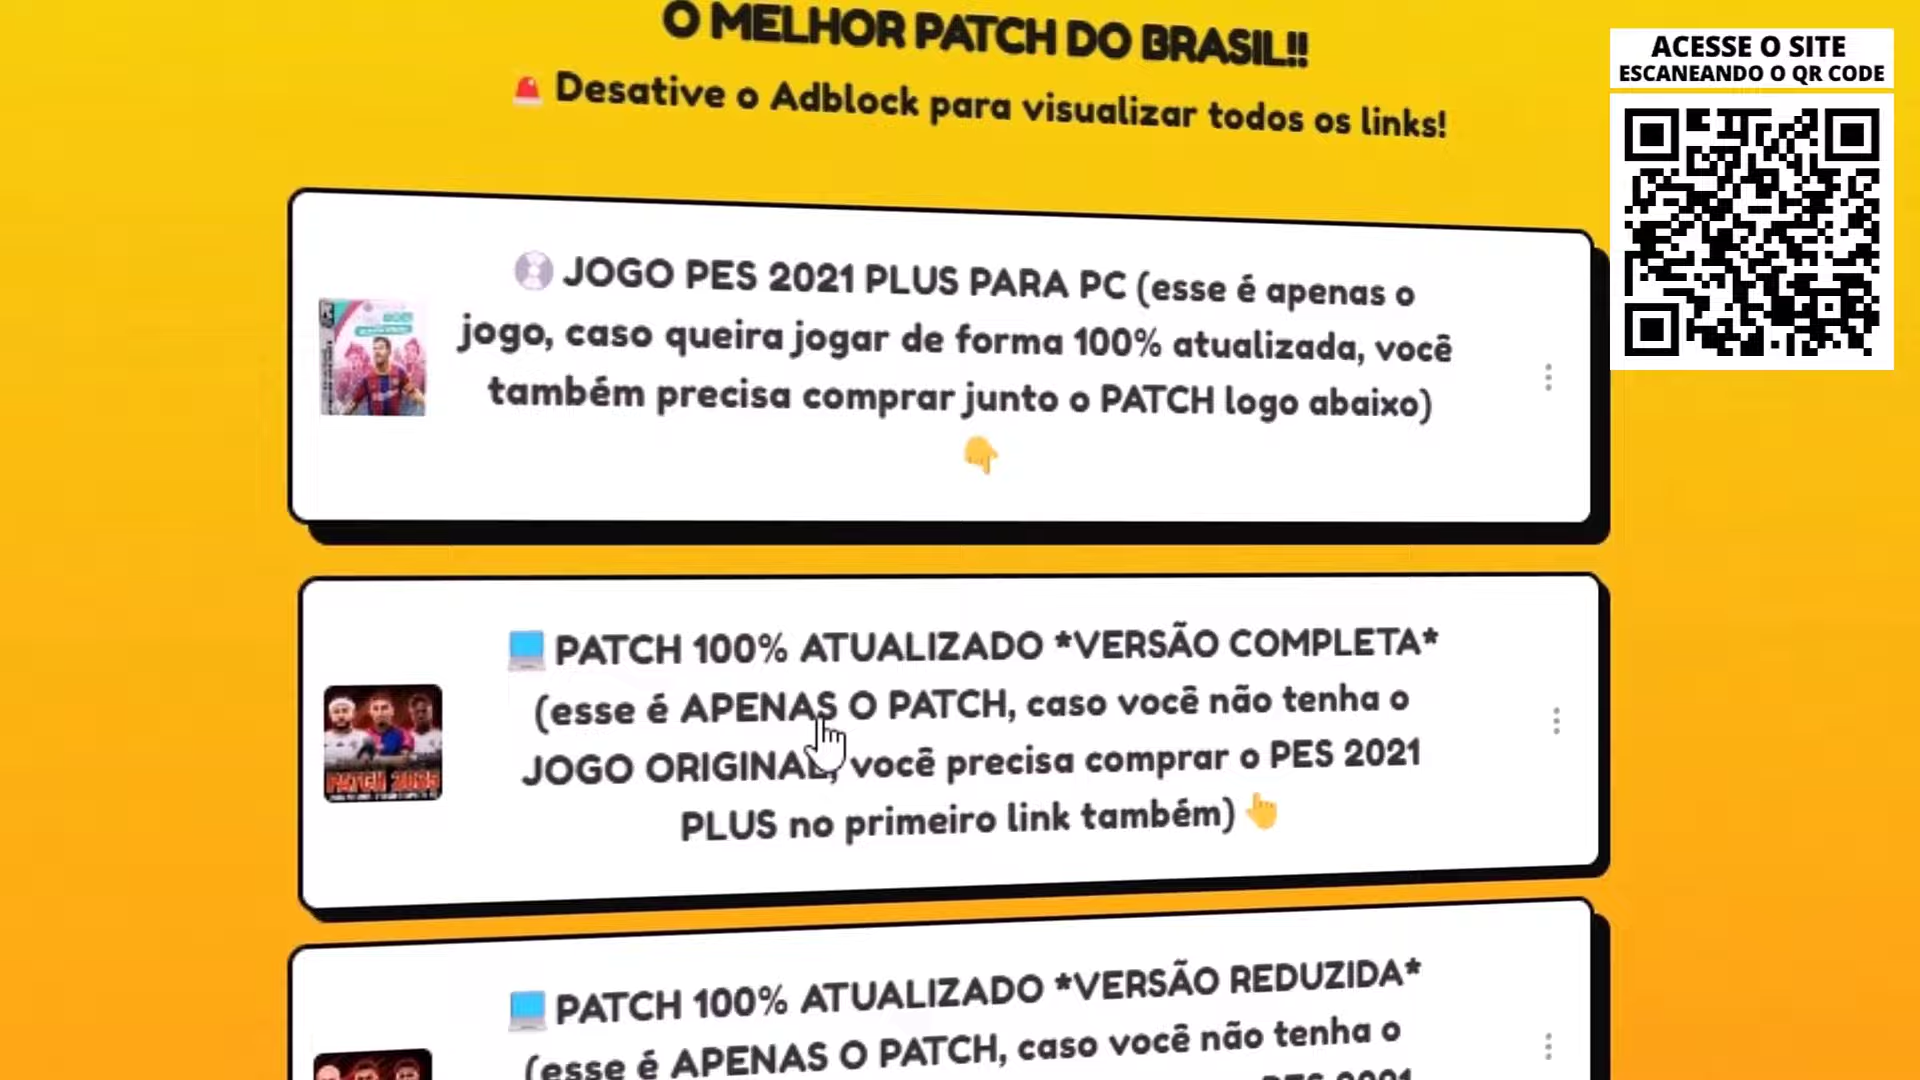 O MELHOR PATCH DO BRASIL!!
🚨 Desative o Adblock para visualizar todos os links!
ACESSE O SITE
ESCANEANDO O QR CODE
JOGO PES 2021 PLUS PARA PC (esse é apenas o
jogo, caso queira jogar de forma 100% atualizada, você
também precisa comprar junto o PATCH logo abaixo)
👇
💻 PATCH 100% ATUALIZADO *VERSÃO COMPLETA*
(esse é APENAS O PATCH, caso você não tenha o
JOGO ORIGINAL, você precisa comprar o PES 2021
PLUS no primeiro link também) 👆
PATCH 2025
💻 PATCH 100% ATUALIZADO *VERSÃO REDUZIDA*
(esse é APENAS O PATCH, caso você não tenha o
PES 2021